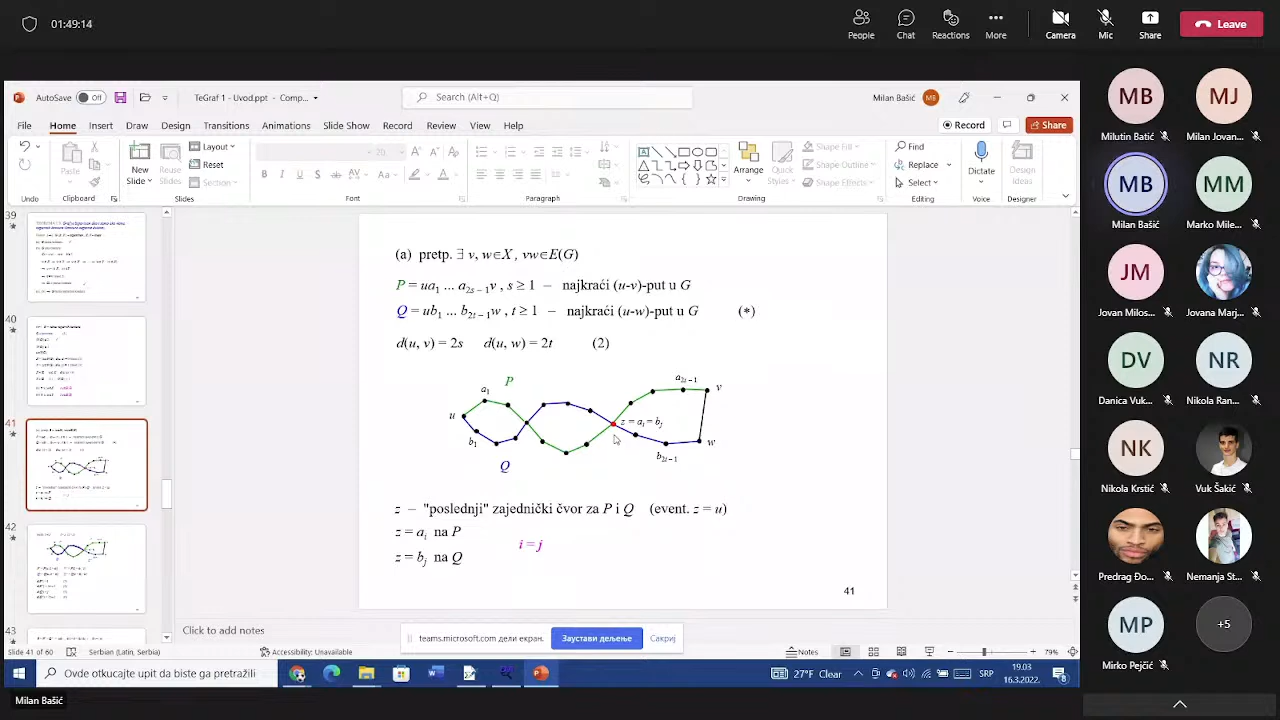 01:49:14
People
Chat
Reactions
More
Camera
Mic
Share
Leave
AutoSave Off
TeGraf 1 - Uvod.ppt - Comp...
Search (Alt+Q)
Milan Bašić MB
File Home Insert Draw Design Transitions Animations Slide Show Record Review View Help
Record
Share
Undo
Paste
Clipboard
New Slide
Reuse Slides
Layout
Reset
Section
Slides
20
Font
Paragraph
Arrange
Quick Styles
Shape Fill
Shape Outline
Shape Effects
Drawing
Find
Replace
Select
Editing
Dictate
Voice
Design Ideas
Designer
39
40
41
42
43
(a) pretp. ∃ v, w∈X, vw∈E(G)
P = ua₁ ... a₂ₛ₋₁v , s ≥ 1 – najkraći (u-v)-put u G
Q = ub₁ ... b₂ₜ₋₁w , t ≥ 1 – najkraći (u-w)-put u G (*)
d(u, v) = 2s d(u, w) = 2t (2)
P
a₁
v
u
z = aᵢ = bⱼ
b₁
w
Q
z – "poslednji" zajednički čvor za P i Q (event. z = u)
z = aᵢ na P
i = j
z = bⱼ na Q
41
Click to add notes
teams.microsoft.com дели екран.
Заустави дељење
Сакриј
Slide 41 of 60
Serbian (Latin, Serbia)
Accessibility: Unavailable
Notes
79%
Ovde otkucajte upit da biste ga pretražili
27°F Clear
SRP
19.03
16.3.2022.
Milan Bašić
MB
Milutin Batić
MJ
Milan Jovan...
MB
Milan Bašić
MM
Marko Mile...
JM
Jovan Milos...
Jovana Marj...
DV
Danica Vuk...
NR
Nikola Ran...
NK
Nikola Krstić
Vuk Šakić
Predrag Đo...
Nemanja St...
MP
Mirko Pejčić
+5